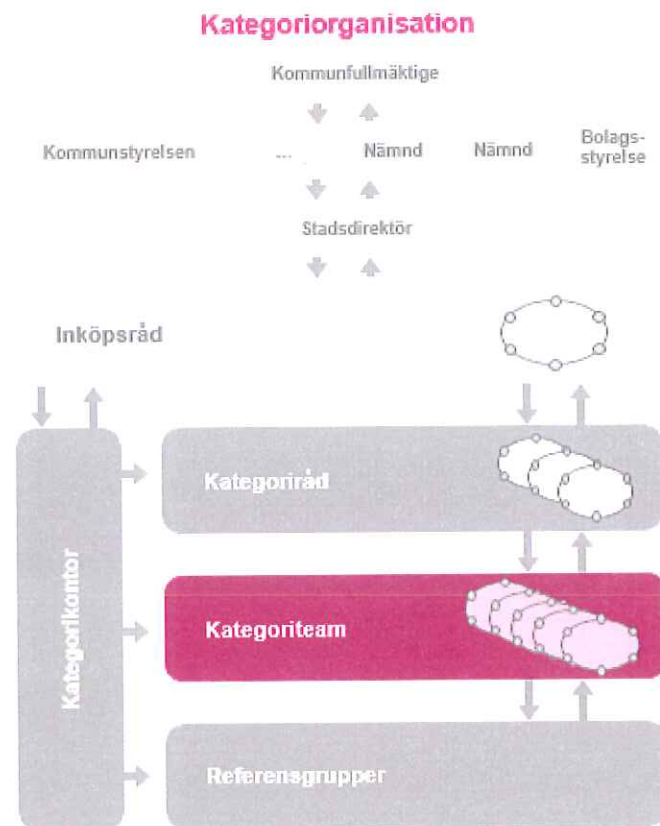 Kategoriorganisation
Kommunfullmäktige
Kommunstyrelsen ... Nämnd Nämnd Bolags-
styrelse
Stadsdirektör
Inköpsråd
Kategoriråd
Kategorikontor
Kategoriteam
Referensgrupper